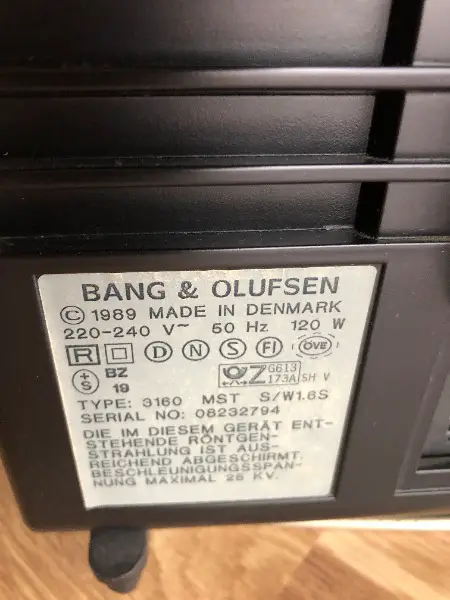 BANG & OLUFSEN
© 1989 MADE IN DENMARK
220-240 V~ 50 Hz 120 W
R D N S FI ÖVE
+ S BZ 19 Z G613 173A SH V
TYPE: 3160 MST S/W1.6S
SERIAL NO: 08232794
DIE IM DIESEM GERÄT ENT-
STEHENDE RÖNTGEN-
STRAHLUNG IST AUS-
REICHEND ABGESCHIRMT.
BESCHLEUNIGUNGSSPAN-
NUNG MAXIMAL 25 KV.